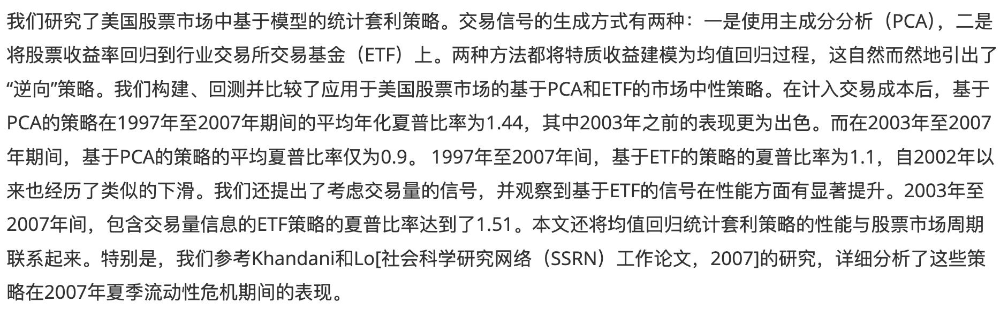 我们研究了美国股票市场中基于模型的统计套利策略。交易信号的生成方式有两种：一是使用主成分分析（PCA），二是
将股票收益率回归到行业交易所交易基金（ETF）上。两种方法都将特质收益建模为均值回归过程，这自然而然地引出了
“逆向”策略。我们构建、回测并比较了应用于美国股票市场的基于PCA和ETF的市场中性策略。在计入交易成本后，基于
PCA的策略在1997年至2007年期间的平均年化夏普比率为1.44，其中2003年之前的表现更为出色。而在2003年至2007
年期间，基于PCA的策略的平均夏普比率仅为0.9。 1997年至2007年间，基于ETF的策略的夏普比率为1.1，自2002年以
来也经历了类似的下滑。我们还提出了考虑交易量的信号，并观察到基于ETF的信号在性能方面有显著提升。2003年至
2007年间，包含交易量信息的ETF策略的夏普比率达到了1.51。本文还将均值回归统计套利策略的性能与股票市场周期
联系起来。特别是，我们参考Khandani和Lo[社会科学研究网络（SSRN）工作论文，2007]的研究，详细分析了这些策
略在2007年夏季流动性危机期间的表现。